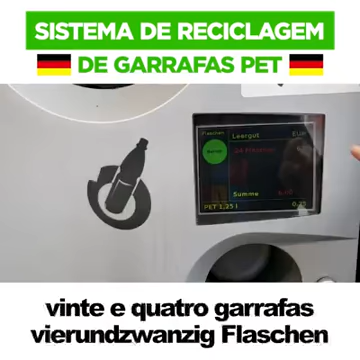 SISTEMA DE RECICLAGEM
DE GARRAFAS PET
Flaschen Leergut EUR
Summe
PET 1,25 l
vinte e quatro garrafas
vierundzwanzig Flaschen